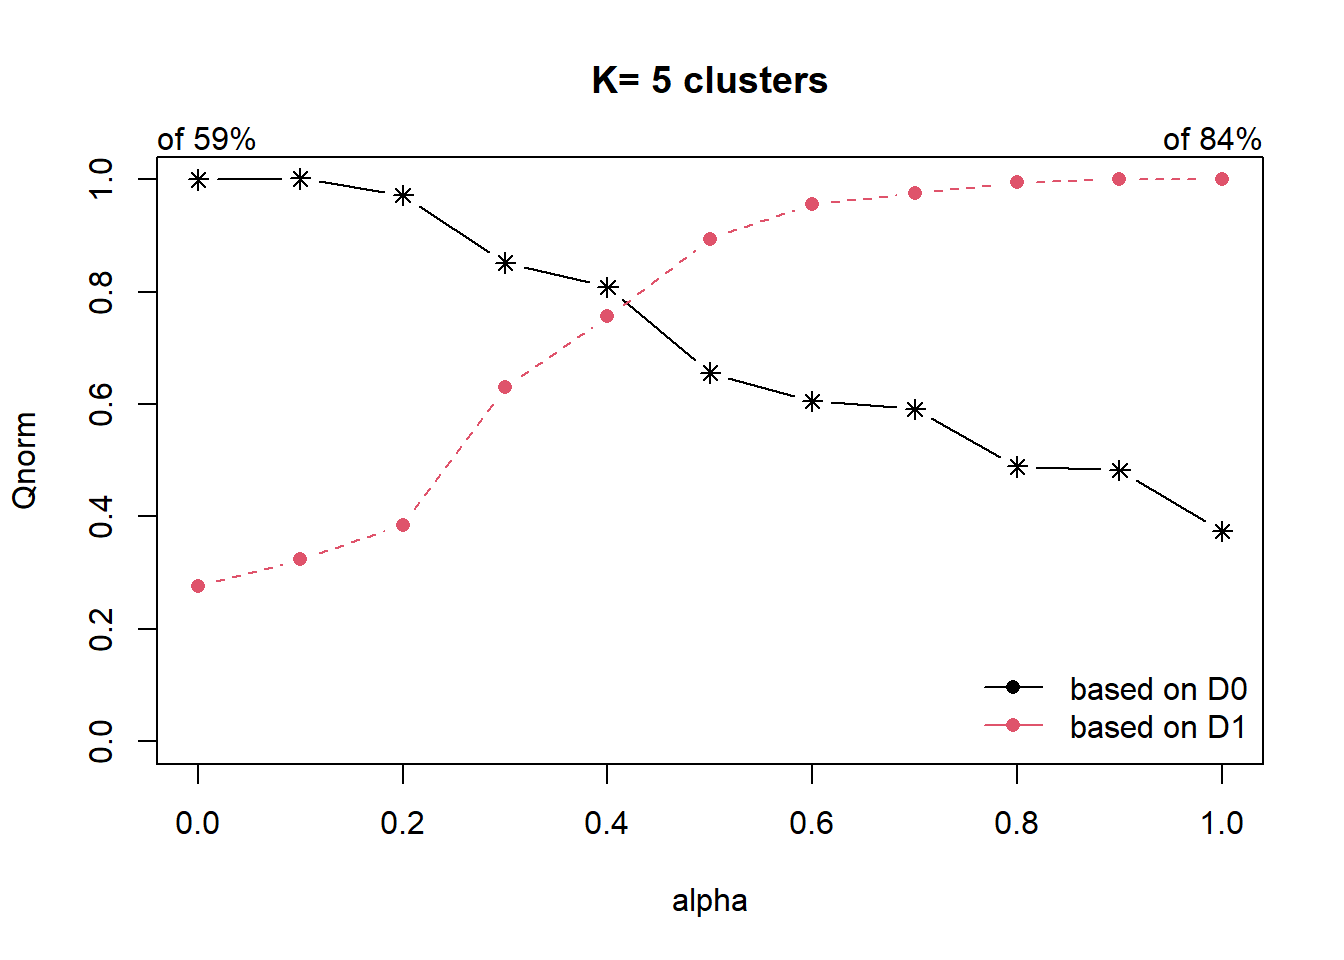 K= 5 clusters
of 59%
of 84%
1.0
0.8
0.6
0.4
0.2
0.0
Qnorm
based on D0
based on D1
0.0 0.2 0.4 0.6 0.8 1.0
alpha